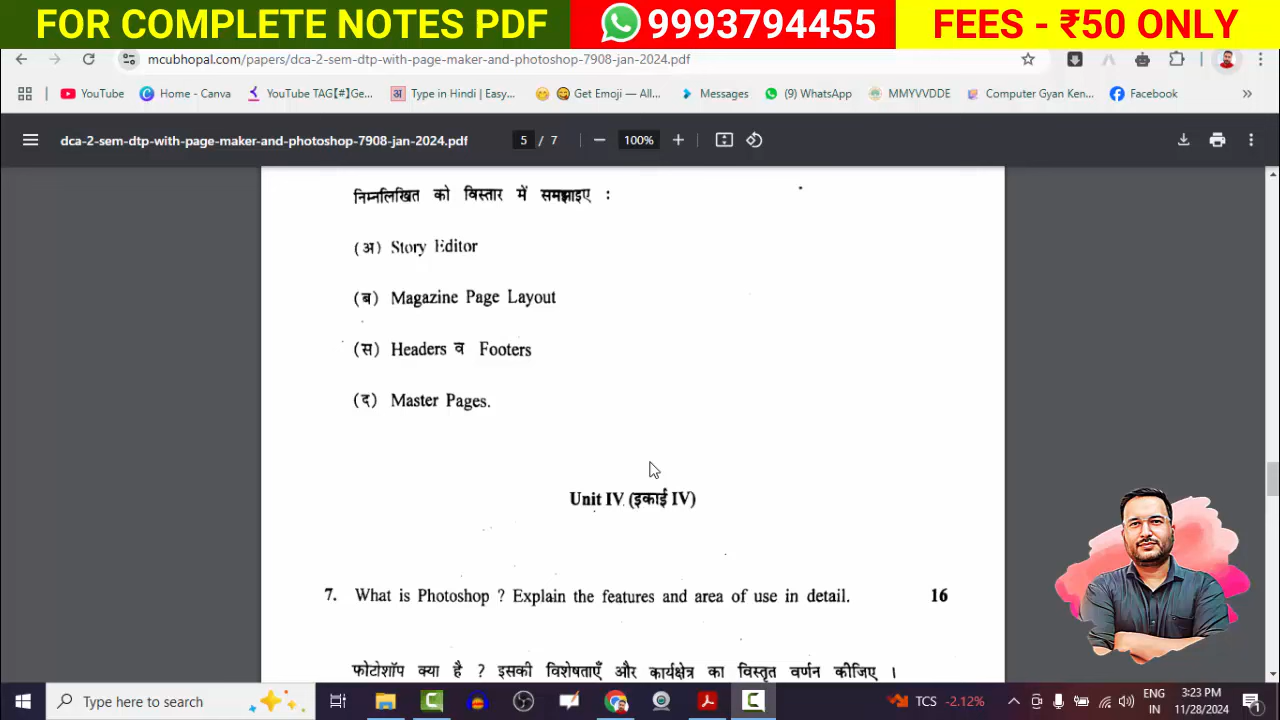 FOR COMPLETE NOTES PDF 9993794455 FEES - ₹50 ONLY
mcubhopal.com/papers/dca-2-sem-dtp-with-page-maker-and-photoshop-7908-jan-2024.pdf
YouTube Home - Canva YouTube TAG【#】Ge... Type in Hindi | Easy... Get Emoji — All... Messages (9) WhatsApp MMYVVDDE Computer Gyan Ken... Facebook
dca-2-sem-dtp-with-page-maker-and-photoshop-7908-jan-2024.pdf 5 / 7 100%
निम्नलिखित को विस्तार में समझाइए :
(अ) Story Editor
(ब) Magazine Page Layout
(स) Headers व Footers
(द) Master Pages.
Unit IV (इकाई IV)
7. What is Photoshop ? Explain the features and area of use in detail. 16
फोटोशॉप क्या है ? इसकी विशेषताएँ और कार्यक्षेत्र का विस्तृत वर्णन कीजिए ।
Type here to search TCS -2.12% ENG IN 3:23 PM 11/28/2024